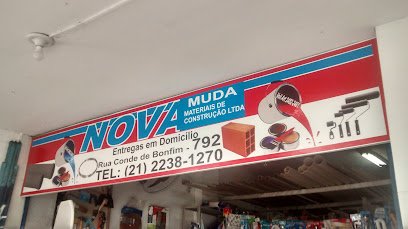 NOVA MUDA
MATERIAIS DE
CONSTRUÇÃO LTDA
Entregas em Domicílio
Rua Conde de Bonfim - 792
TEL: (21) 2238-1270